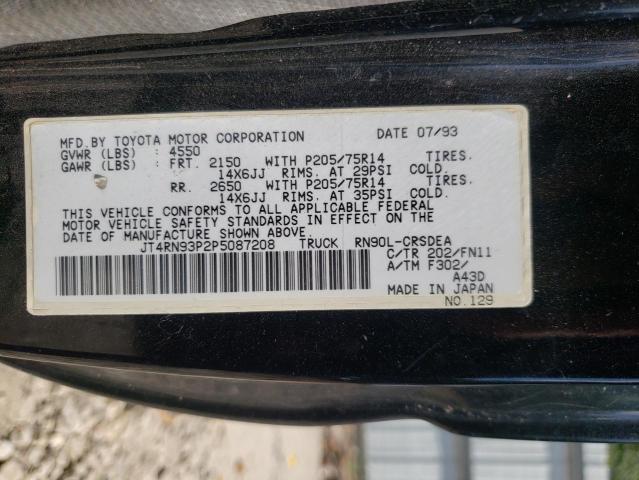 MFD.BY TOYOTA MOTOR CORPORATION DATE 07/93
GVWR (LBS) : 4550
GAWR (LBS) : FRT. 2150 WITH P205/75R14 TIRES.
14X6JJ RIMS. AT 29PSI COLD.
RR. 2650 WITH P205/75R14 TIRES.
14X6JJ RIMS. AT 35PSI COLD.
THIS VEHICLE CONFORMS TO ALL APPLICABLE FEDERAL
MOTOR VEHICLE SAFETY STANDARDS IN EFFECT ON THE
DATE OF MANUFACTURE SHOWN ABOVE.
JT4RN93P2P5087208 TRUCK RN90L-CRSDEA
C/TR 202/FN11
A/TM F302/
A43D
MADE IN JAPAN
NO.129